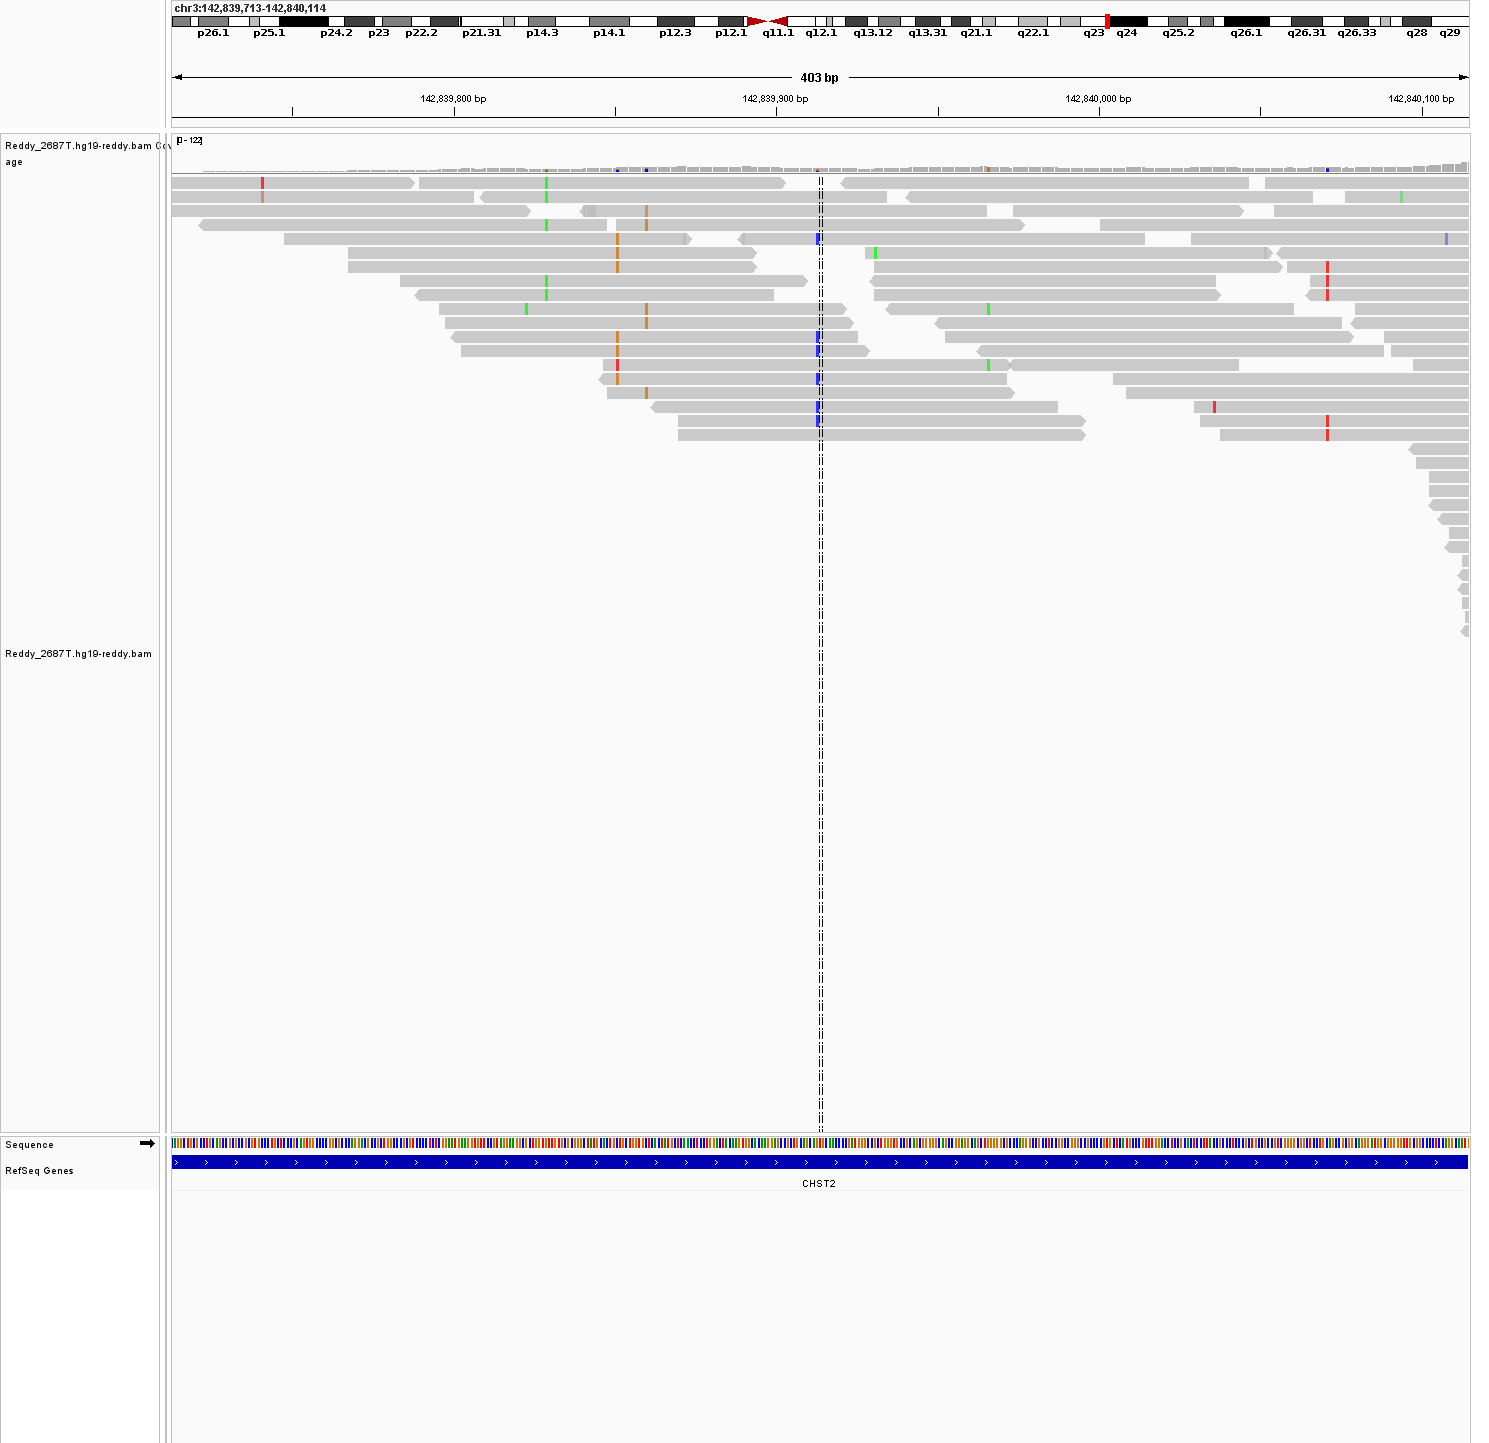 chr3:142,839,713-142,840,114
p26.1 p25.1 p24.2 p23 p22.2 p21.31 p14.3 p14.1 p12.3 p12.1 q11.1 q12.1 q13.12 q13.31 q21.1 q22.1 q23 q24 q25.2 q26.1 q26.31 q26.33 q28 q29
403 bp
142,839,800 bp 142,839,900 bp 142,840,000 bp 142,840,100 bp
[0 - 122]
Reddy_2687T.hg19-reddy.bam Cov
age
Reddy_2687T.hg19-reddy.bam
Sequence
RefSeq Genes
CHST2